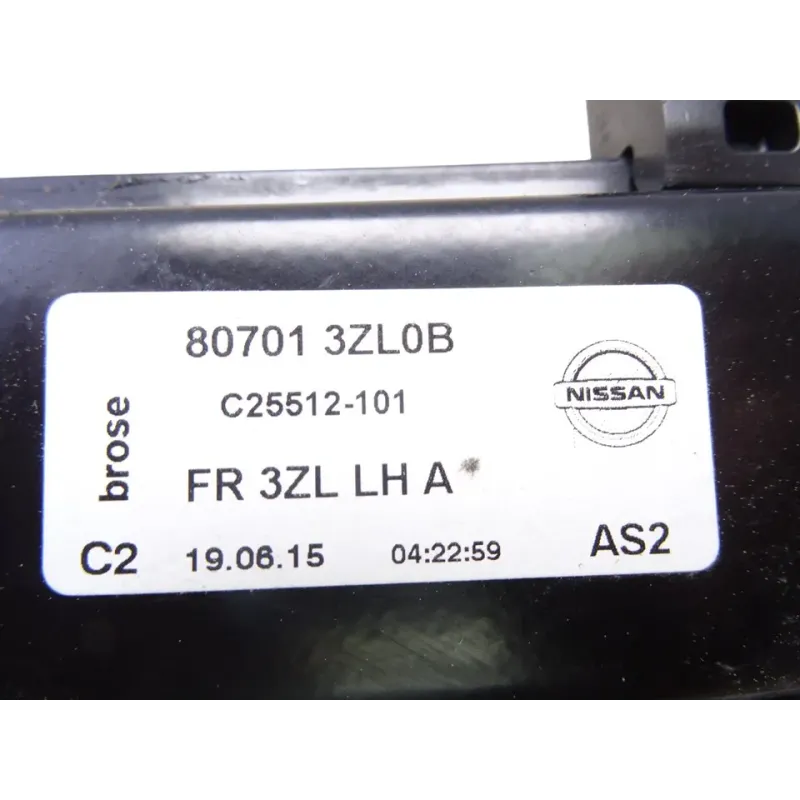 80701 3ZL0B
C25512-101
NISSAN
brose
FR 3ZL LH A
C2 19.06.15 04:22:59 AS2